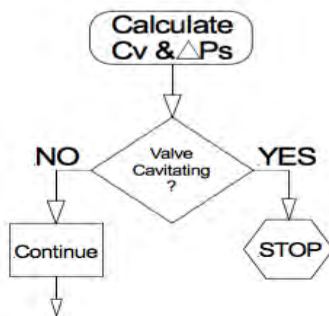 Calculate
Cv &△Ps
NO
Valve
Cavitating
?
YES
Continue
STOP